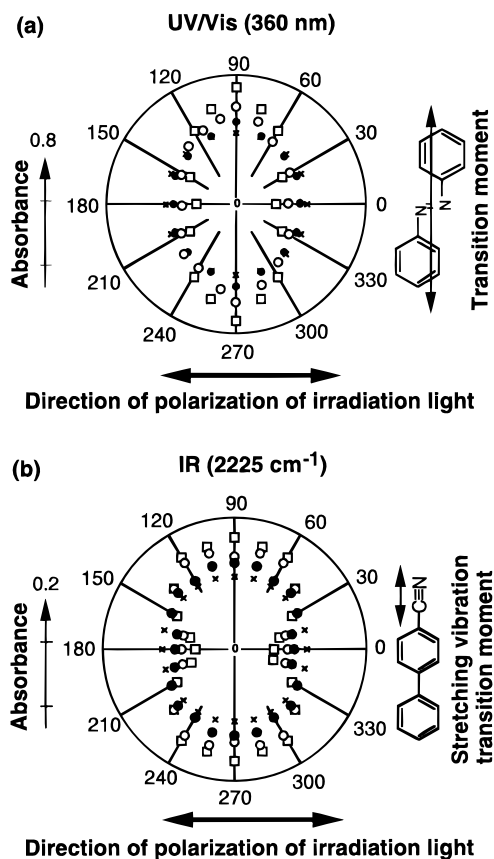 (a)
UV/Vis (360 nm)
90
120
60
150
30
0.8
180
0
0
210
330
240
300
270
Absorbance
N
N
Transition moment
Direction of polarization of irradiation light
(b)
IR (2225 cm-1)
90
120
60
150
30
0.2
180
0
0
210
330
240
300
270
Absorbance
C≡N
Stretching vibration
transition moment
Direction of polarization of irradiation light